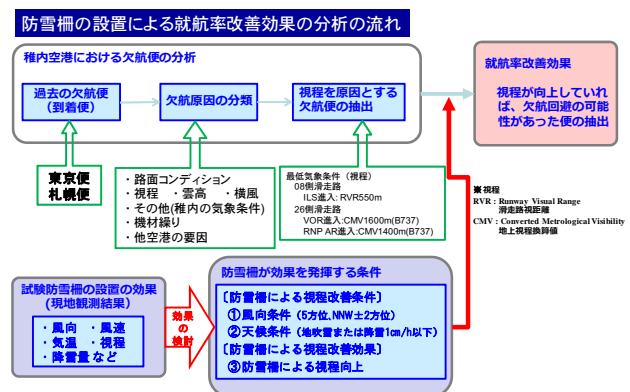 防雪柵の設置による就航率改善効果の分析の流れ
稚内空港における欠航便の分析
過去の欠航便
(到着便)
欠航原因の分類
視程を原因とする
欠航便の抽出
就航率改善効果
視程が向上していれ
ば、欠航回避の可能
性があった便の抽出
東京便
札幌便
・路面コンディション
・視程 ・雲高 ・横風
・その他(稚内の気象条件)
・機材繰り
・他空港の要因
最低気象条件（視程）
08側滑走路
ILS進入:RVR550m
26側滑走路
VOR進入:CMV1600m(B737)
RNP AR進入:CMV1400m(B737)
※視程
RVR : Runway Visual Range
滑走路視距離
CMV : Converted Metrological Visibility
地上視程換算値
試験防雪柵の設置の効果
(現地観測結果)
・風向 ・風速
・気温 ・視程
・降雪量 など
効果
の
検討
防雪柵が効果を発揮する条件
〔防雪柵による視程改善条件〕
①風向条件（5方位、NNW±2方位）
②天候条件（地吹雪または降雪1cm/h以下）
〔防雪柵による視程改善効果〕
③防雪柵による視程向上